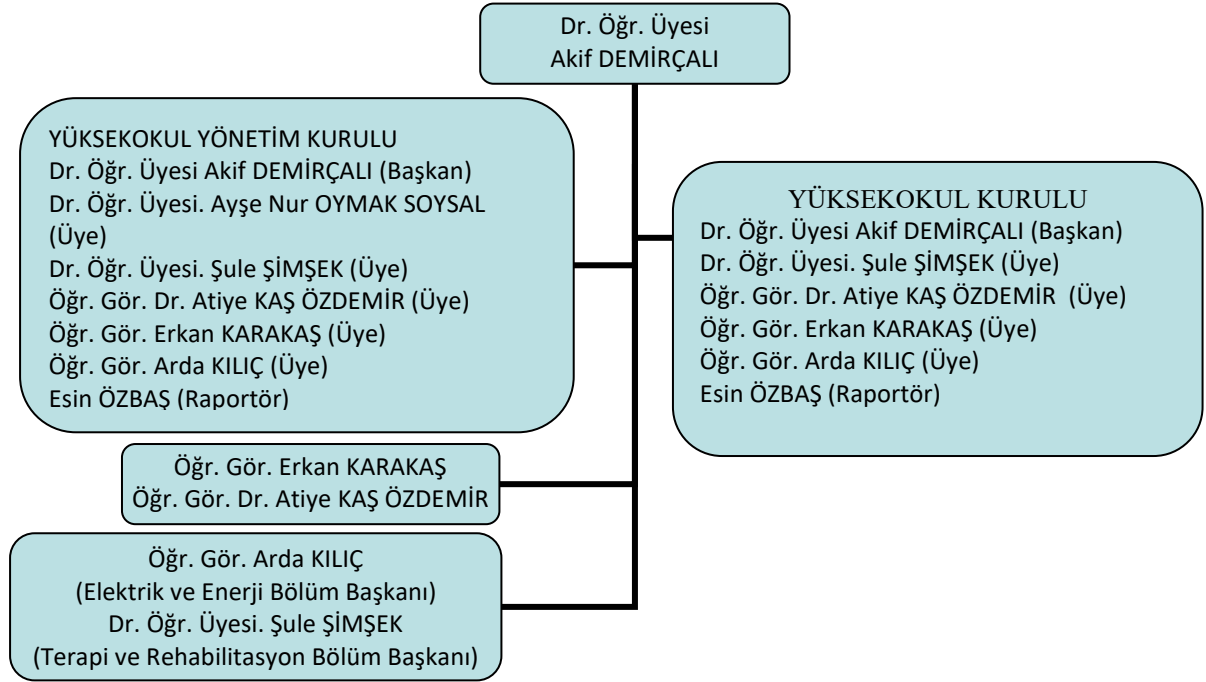 Dr. Öğr. Üyesi
Akif DEMİRÇALI
YÜKSEKOKUL YÖNETİM KURULU
Dr. Öğr. Üyesi Akif DEMİRÇALI (Başkan)
Dr. Öğr. Üyesi. Ayşe Nur OYMAK SOYSAL
(Üye)
Dr. Öğr. Üyesi. Şule ŞİMŞEK (Üye)
Öğr. Gör. Dr. Atiye KAŞ ÖZDEMİR (Üye)
Öğr. Gör. Erkan KARAKAŞ (Üye)
Öğr. Gör. Arda KILIÇ (Üye)
Esin ÖZBAŞ (Raportör)
YÜKSEKOKUL KURULU
Dr. Öğr. Üyesi Akif DEMİRÇALI (Başkan)
Dr. Öğr. Üyesi. Şule ŞİMŞEK (Üye)
Öğr. Gör. Dr. Atiye KAŞ ÖZDEMİR (Üye)
Öğr. Gör. Erkan KARAKAŞ (Üye)
Öğr. Gör. Arda KILIÇ (Üye)
Esin ÖZBAŞ (Raportör)
Öğr. Gör. Erkan KARAKAŞ
Öğr. Gör. Dr. Atiye KAŞ ÖZDEMİR
Öğr. Gör. Arda KILIÇ
(Elektrik ve Enerji Bölüm Başkanı)
Dr. Öğr. Üyesi. Şule ŞİMŞEK
(Terapi ve Rehabilitasyon Bölüm Başkanı)